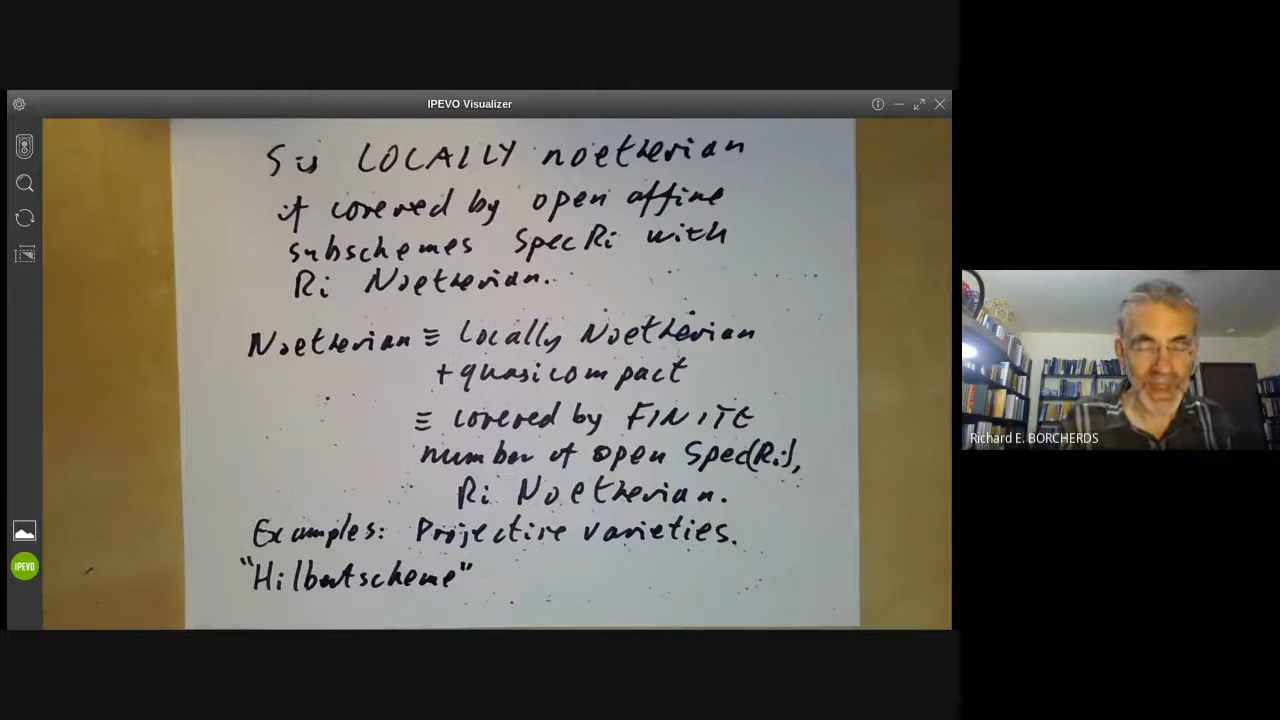 IPEVO Visualizer
S is LOCALLY noetherian
if covered by open affine
subschemes Spec Ri with
Ri Noetherian.
Noetherian ≡ Locally Noetherian
+ quasicompact
≡ covered by FINITE
number of open Spec(Ri),
Ri Noetherian.
Examples: Projective varieties.
"Hilbert scheme"
IPEVO
Richard E. BORCHERDS